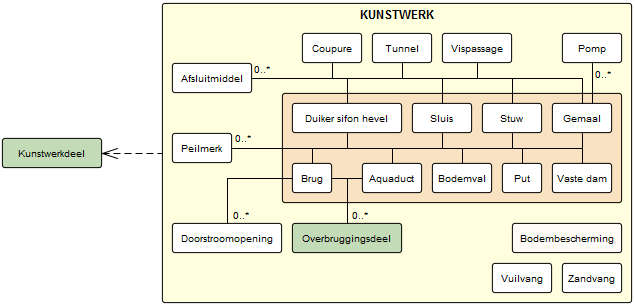 KUNSTWERK
Coupure
Tunnel
Vispassage
Pomp
Afsluitmiddel
0..*
0..*
Duiker sifon hevel
Sluis
Stuw
Gemaal
Kunstwerkdeel
Peilmerk
0..*
Brug
Aquaduct
Bodemval
Put
Vaste dam
0..*
0..*
Doorstroomopening
Overbruggingsdeel
Bodembescherming
Vuilvang
Zandvang